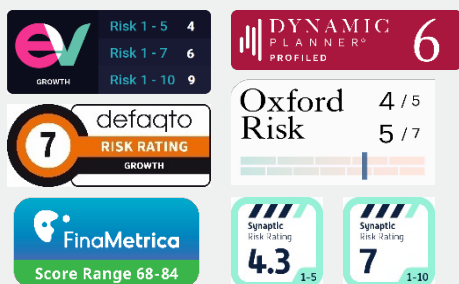 ev
GROWTH
Risk 1 - 5 4
Risk 1 - 7 6
Risk 1 - 10 9
DYNAMIC
PLANNER®
PROFILED
6
7
defaqto
RISK RATING
GROWTH
Oxford
Risk
4 / 5
5 / 7
FinaMetrica
Score Range 68-84
Synaptic
Risk Rating
4.3
1-5
Synaptic
Risk Rating
7
1-10